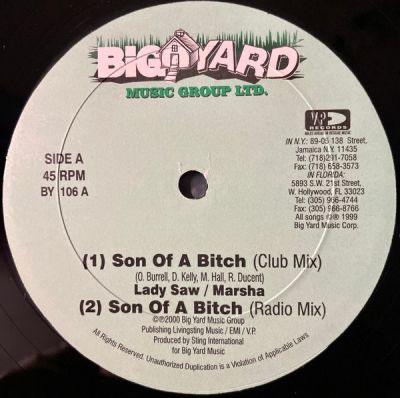 BIG YARD
MUSIC GROUP LTD.
SIDE A
45 RPM
BY 106 A
VP
RECORDS
MILES AHEAD IN REGGAE MUSIC
IN N.Y.: 89-05 138 Street,
Jamaica N.Y. 11435
Tel: (718)291-7058
Fax: (718) 658-3573
IN FLORIDA:
5893 S.W. 21st Street,
W. Hollywood, FL 33023
Tel: (305) 966-4744
Fax: (305) 966-8766
All songs ©℗ 1999
Big Yard Music Corp.
(1) Son Of A Bitch (Club Mix)
(O. Burrell, D. Kelly, M. Hall, R. Ducent)
Lady Saw / Marsha
(2) Son Of A Bitch (Radio Mix)
©℗2000 Big Yard Music Group
Publishing Livingsting Music / EMI / V.P.
Produced by Sting International
for Big Yard Music
All Rights Reserved. Unauthorized Duplication is a Violation of Applicable Laws